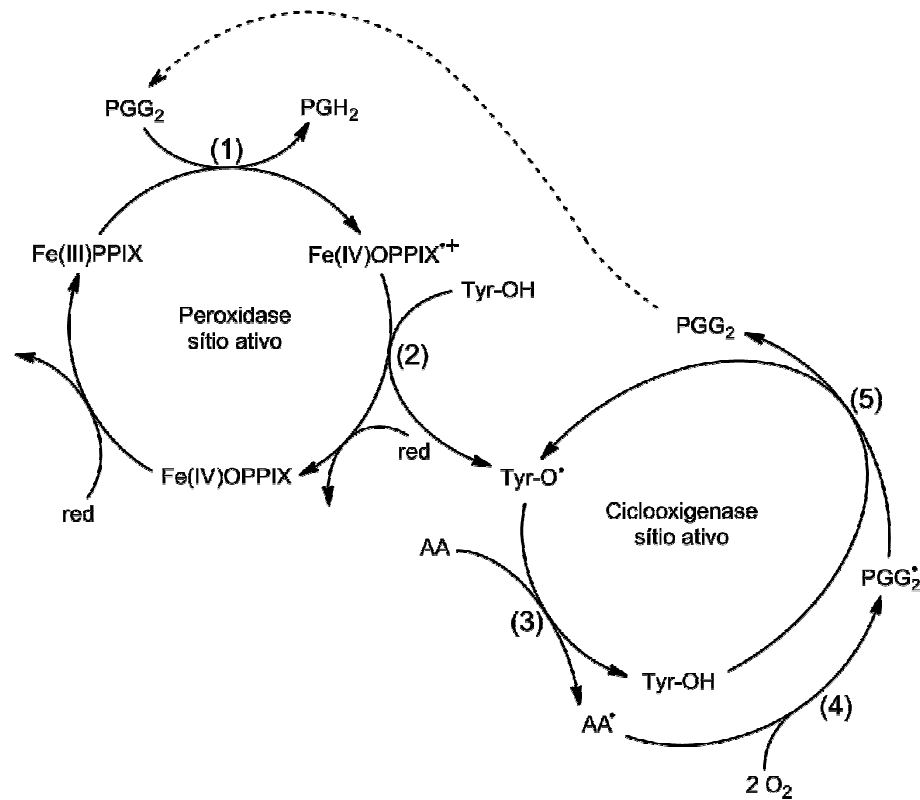 PGG₂
PGH₂
(1)
Fe(III)PPIX
Fe(IV)OPPIX•+
Tyr-OH
Peroxidase
sítio ativo
(2)
PGG₂
(5)
red
Fe(IV)OPPIX
Tyr-O•
red
Ciclooxigenase
sítio ativo
AA
PGG₂•
(3)
Tyr-OH
(4)
AA•
2 O₂